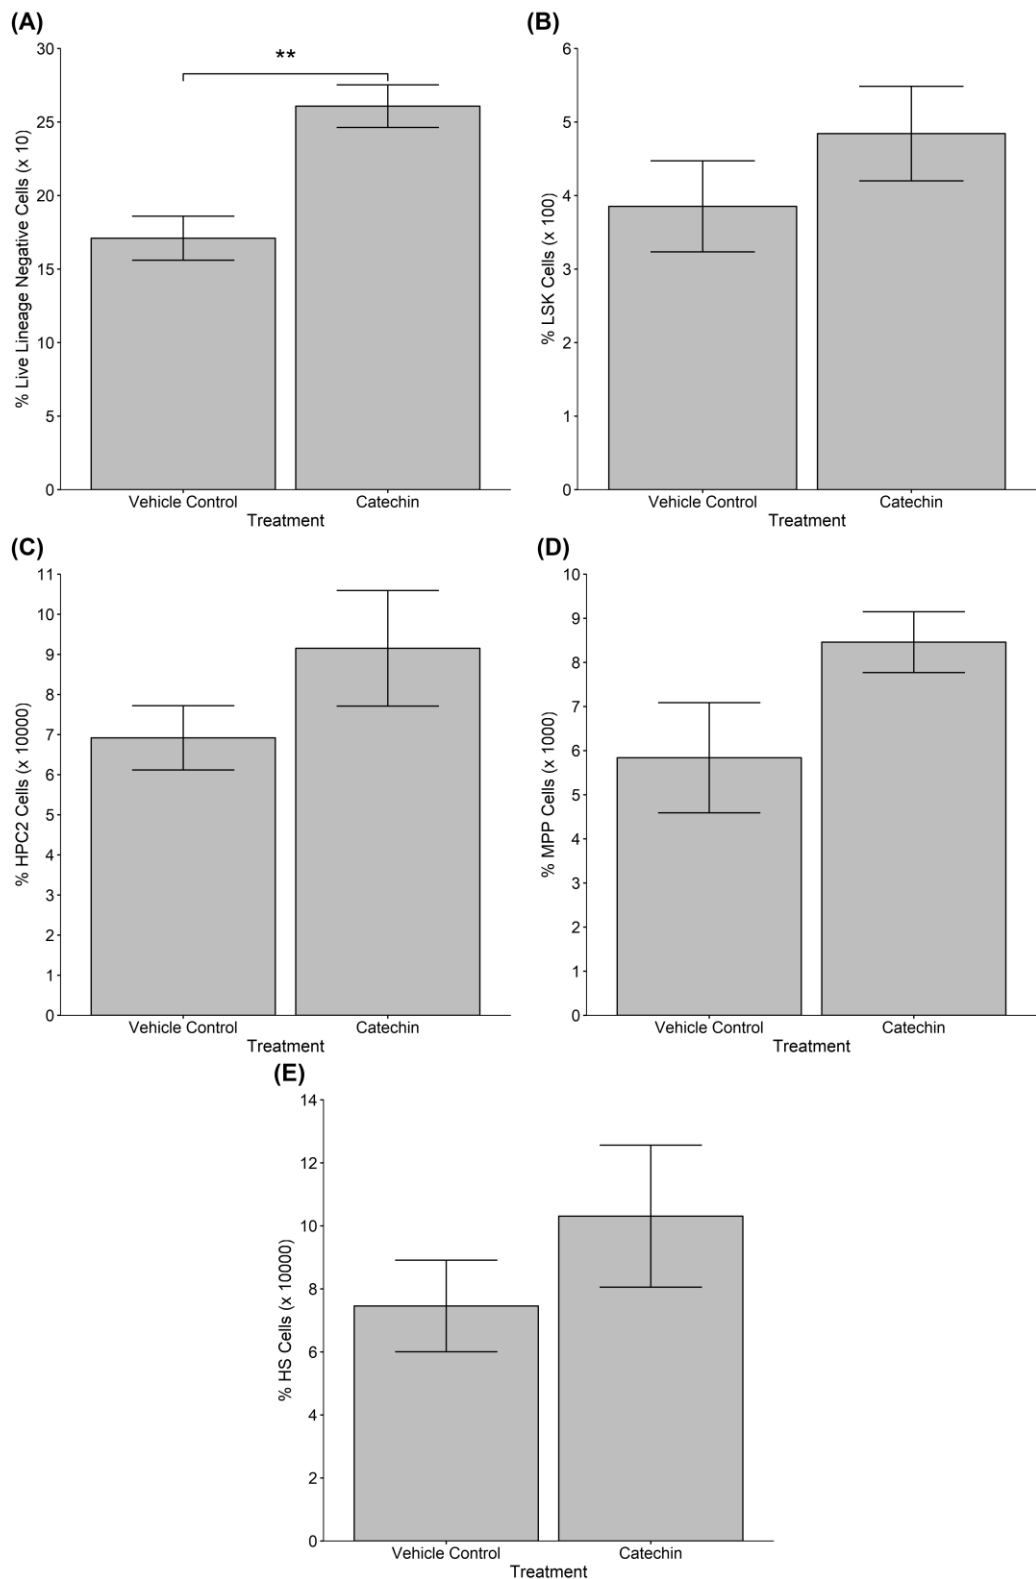 (A)
**
30
25
20
15
10
5
0
% Live Lineage Negative Cells (x 10)
Vehicle Control Catechin
Treatment
(B)
6
5
4
3
2
1
0
% LSK Cells (x 100)
Vehicle Control Catechin
Treatment
(C)
11
10
9
8
7
6
5
4
3
2
1
0
% HPC2 Cells (x 10000)
Vehicle Control Catechin
Treatment
(D)
10
9
8
7
6
5
4
3
2
1
0
% MPP Cells (x 1000)
Vehicle Control Catechin
Treatment
(E)
14
12
10
8
6
4
2
0
% HS Cells (x 10000)
Vehicle Control Catechin
Treatment